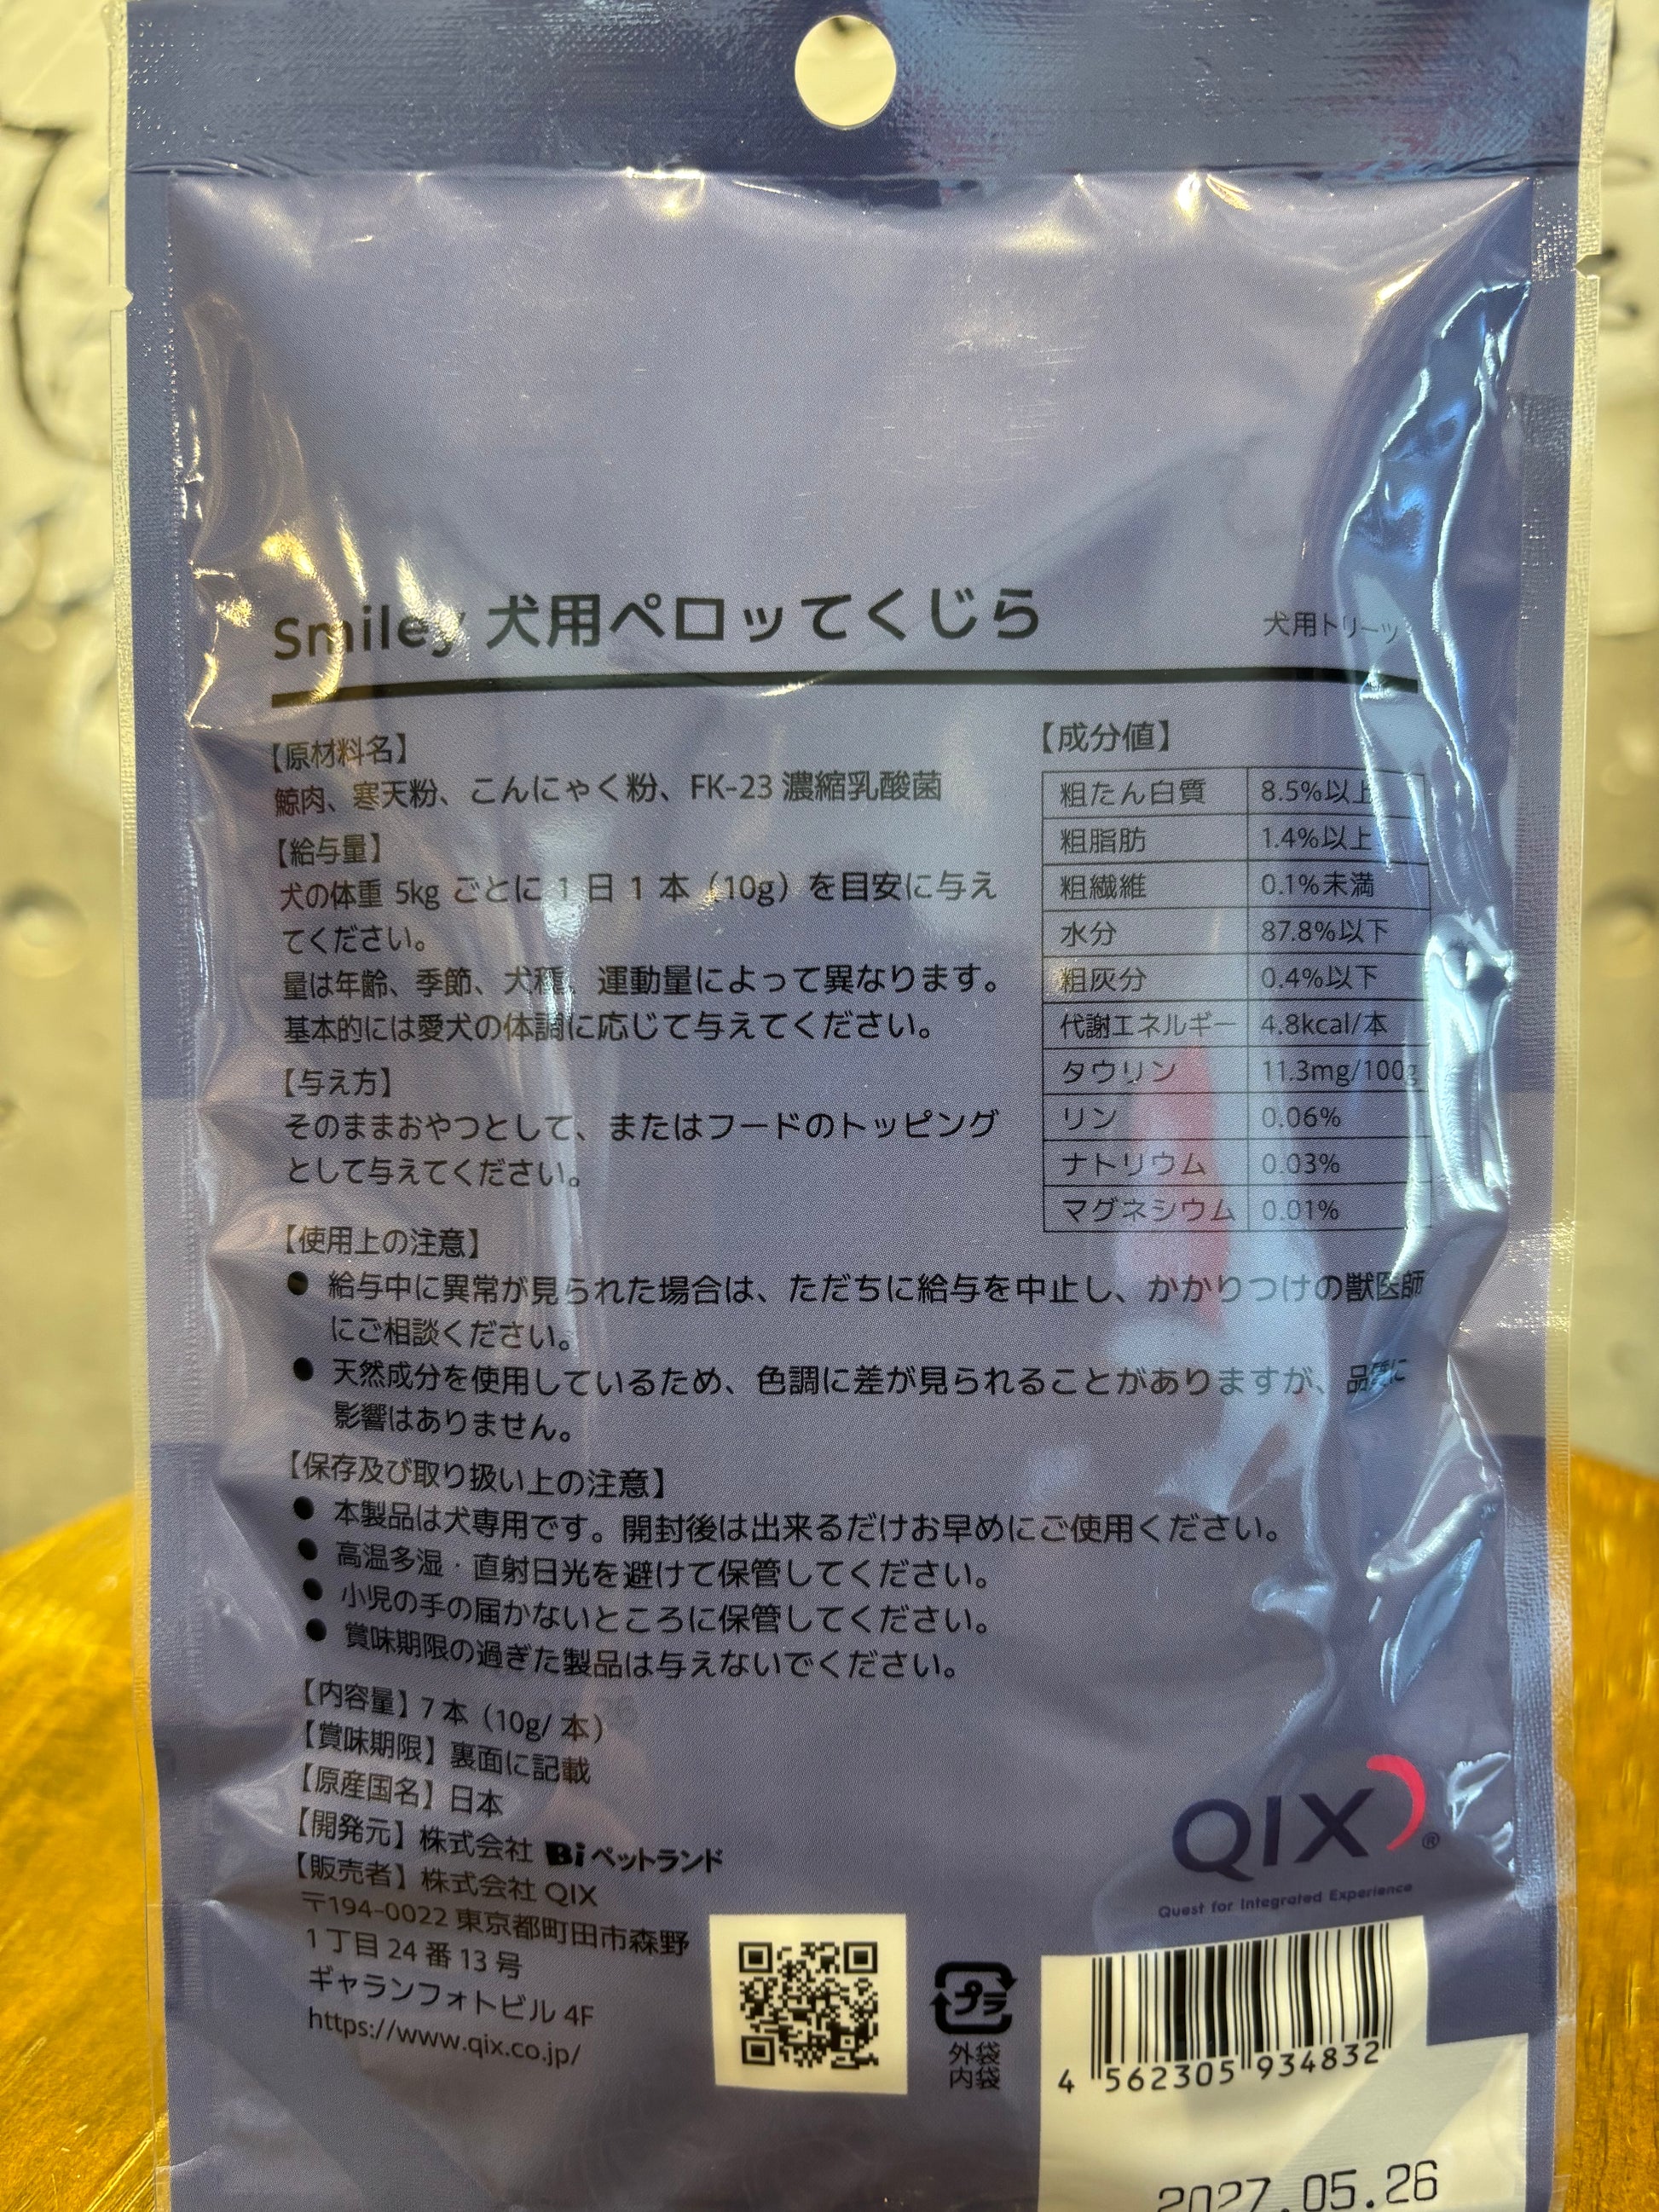 Smiley 犬用ペロッてくじら
犬用トリーツ
【原材料名】
鯨肉、寒天粉、こんにゃく粉、FK-23 濃縮乳酸菌
【給与量】
犬の体重 5kg ごとに 1 日 1 本（10g）を目安に与え
てください。
量は年齢、季節、犬種、運動量によって異なります。
基本的には愛犬の体調に応じて与えてください。
【与え方】
そのままおやつとして、またはフードのトッピング
として与えてください。
【成分値】
粗たん白質 8.5%以上
粗脂肪 1.4%以上
粗繊維 0.1%未満
水分 87.8%以下
粗灰分 0.4%以下
代謝エネルギー 4.8kcal/本
タウリン 11.3mg/100g
リン 0.06%
ナトリウム 0.03%
マグネシウム 0.01%
【使用上の注意】
● 給与中に異常が見られた場合は、ただちに給与を中止し、かかりつけの獣医師
にご相談ください。
● 天然成分を使用しているため、色調に差が見られることがありますが、品質に
影響はありません。
【保存及び取り扱い上の注意】
● 本製品は犬専用です。開封後は出来るだけお早めにご使用ください。
● 高温多湿・直射日光を避けて保管してください。
● 小児の手の届かないところに保管してください。
● 賞味期限の過ぎた製品は与えないでください。
【内容量】7 本（10g/ 本）
【賞味期限】裏面に記載
【原産国名】日本
【開発元】株式会社 Bi ペットランド
【販売者】株式会社 QIX
〒194-0022 東京都町田市森野
1 丁目 24 番 13 号
ギャランフォトビル 4F
https://www.qix.co.jp/
QIX®
Quest for Integrated Experience
プラ
外袋
内袋
4 562305 934832
2027.05.26